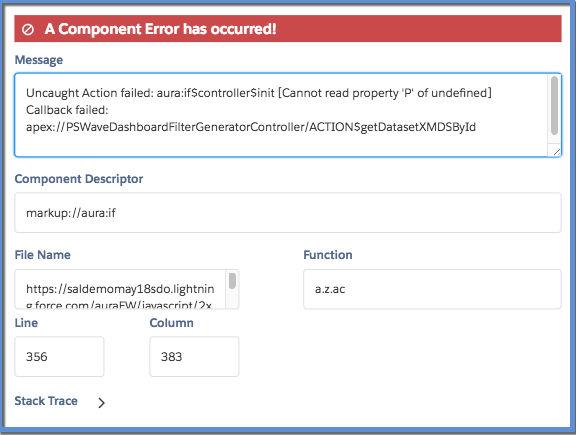 A Component Error has occurred!
Message
Uncaught Action failed: aura:if$controller$init [Cannot read property 'P' of undefined]
Callback failed:
apex://PSWaveDashboardFilterGeneratorController/ACTION$getDatasetXMDSById
Component Descriptor
markup://aura:if
File Name
Function
https://saldemomay18sdo.lightnin
g.force.com/auraFW/javascript/2x
a.z.ac
Line
Column
356
383
Stack Trace